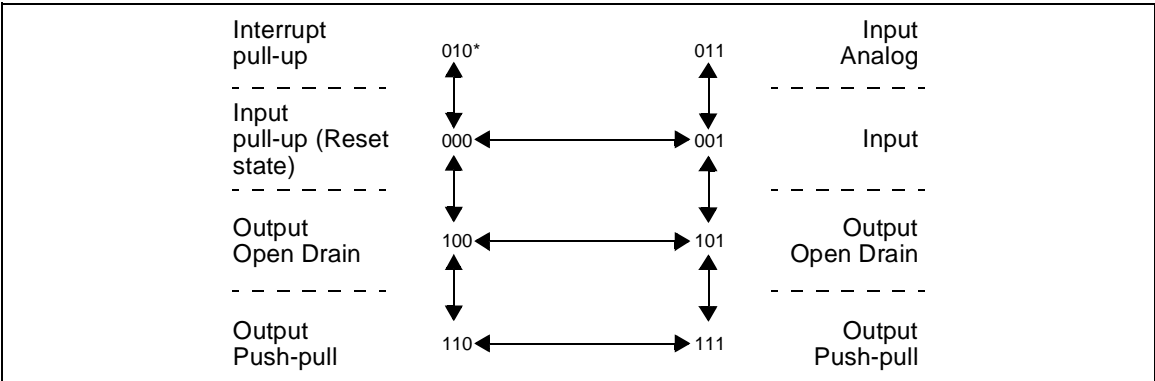 Interrupt
pull-up
010*
011
Input
Analog
Input
pull-up (Reset
state)
000
001
Input
Output
Open Drain
100
101
Output
Open Drain
Output
Push-pull
110
111
Output
Push-pull